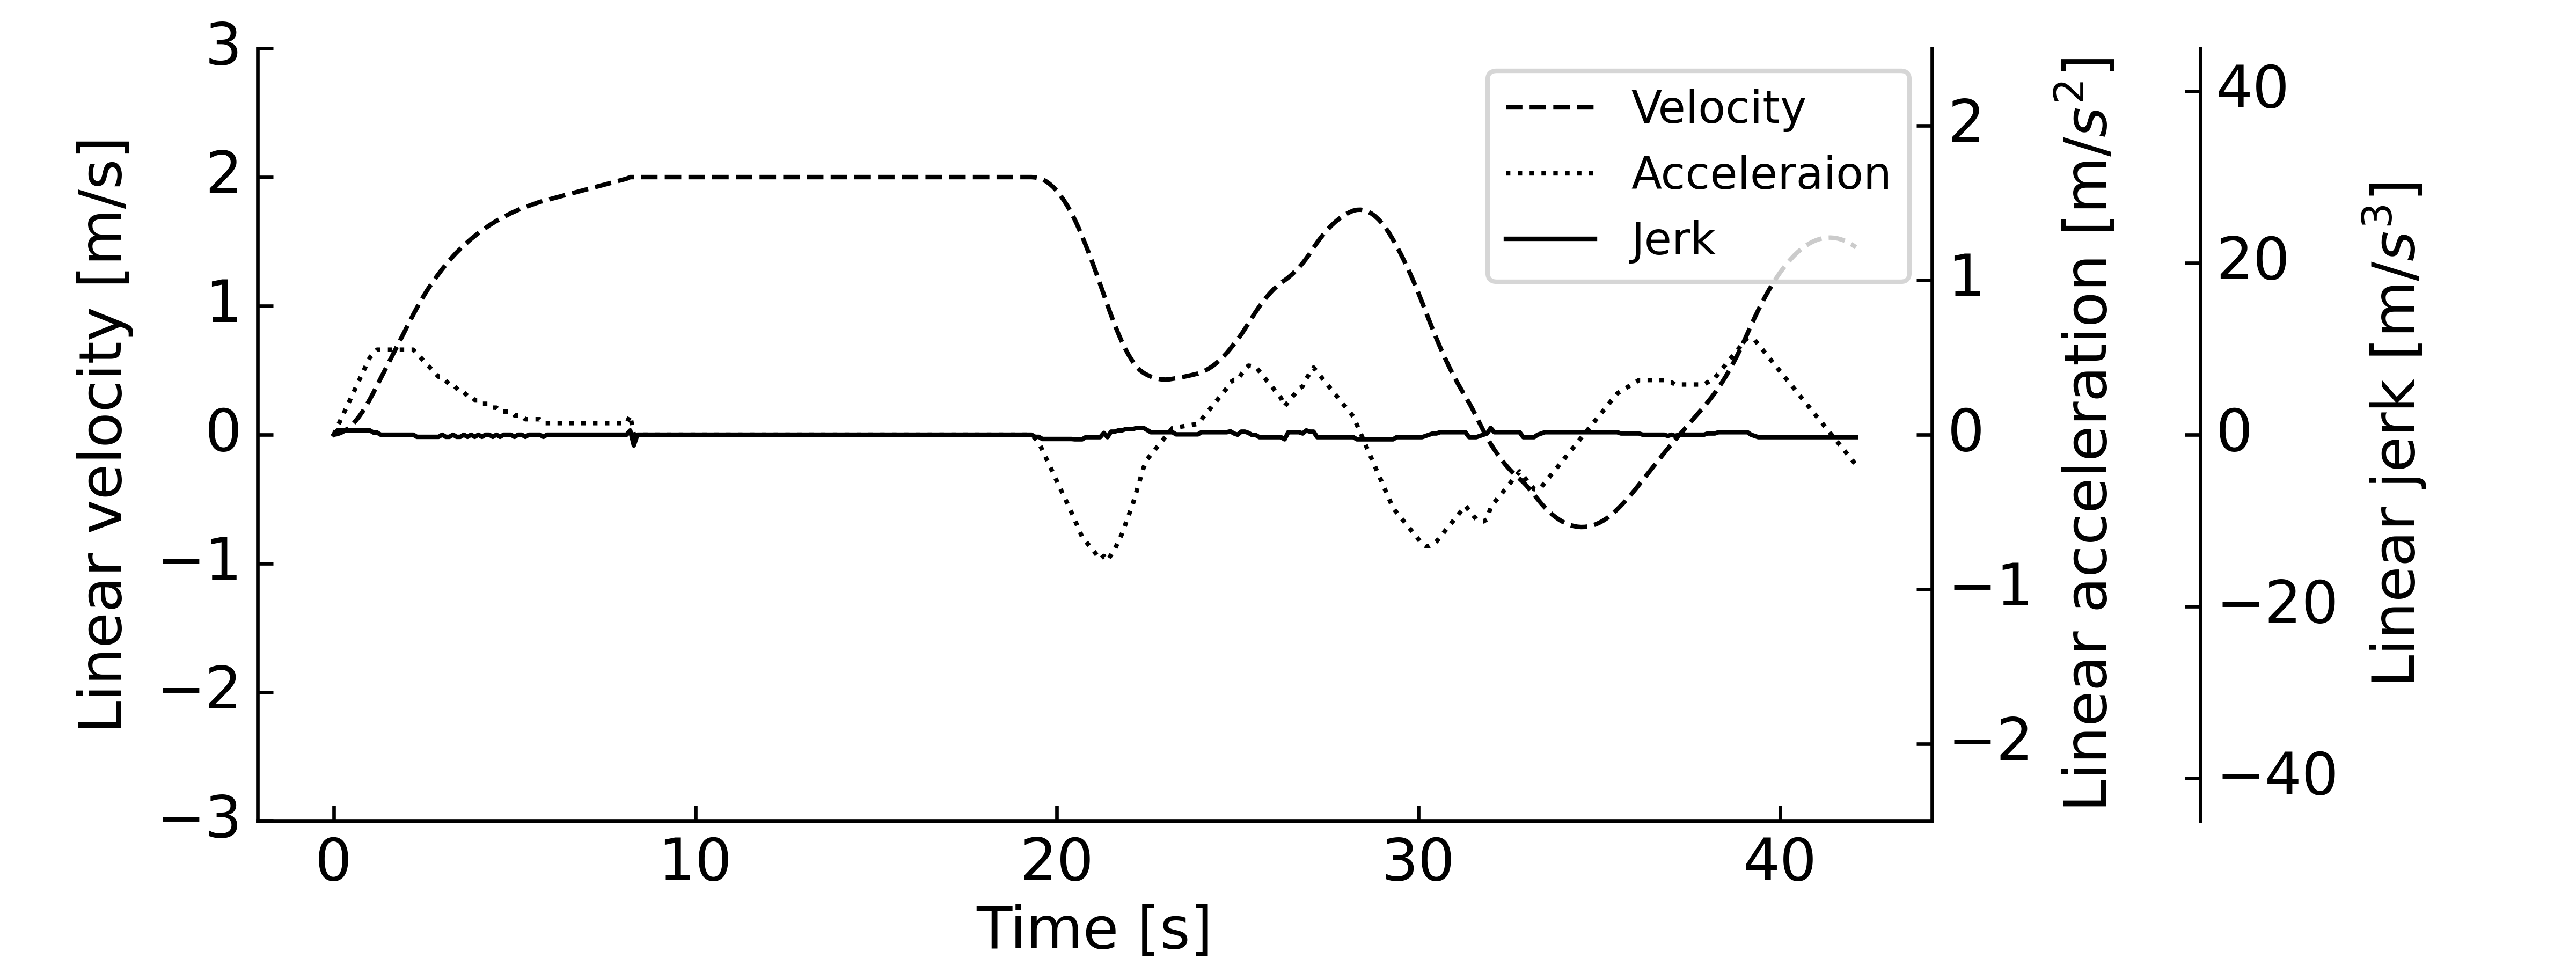 Linear velocity [m/s]
3
2
1
0
−1
−2
−3
0 10 20 30 40
Time [s]
Velocity
Acceleraion
Jerk
2
1
0
−1
−2
Linear acceleration [m/s²]
40
20
0
−20
−40
Linear jerk [m/s³]